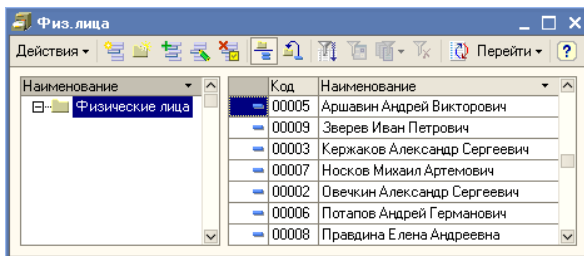 Физ.лица
Действия Перейти ?
Наименование
Физические лица
Код Наименование
00005 Аршавин Андрей Викторович
00009 Зверев Иван Петрович
00003 Кержаков Александр Сергеевич
00007 Носков Михаил Артемович
00002 Овечкин Александр Сергеевич
00006 Потапов Андрей Германович
00008 Правдина Елена Андреевна